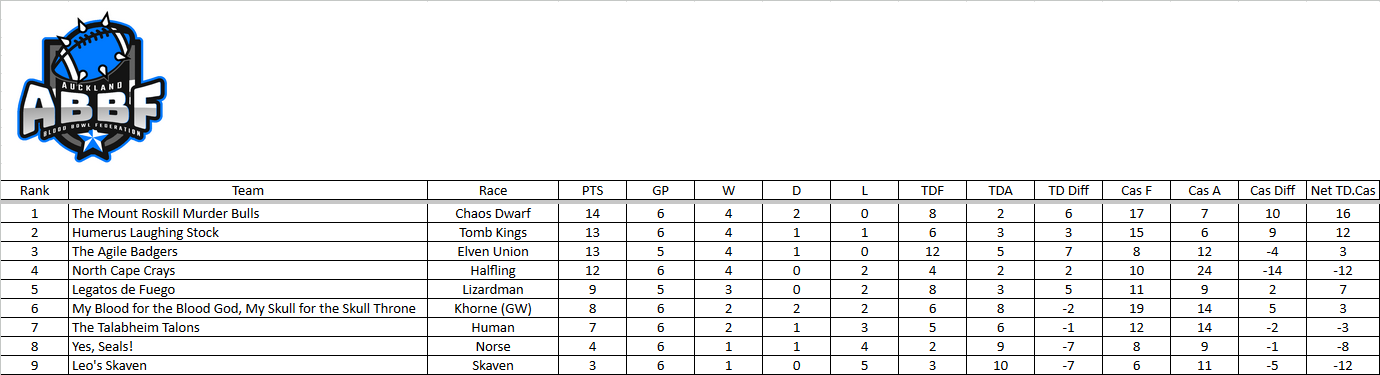 AUCKLAND
ABBF
BLOOD BOWL FEDERATION
Rank Team Race PTS GP W D L TDF TDA TD Diff Cas F Cas A Cas Diff Net TD.Cas
1 The Mount Roskill Murder Bulls Chaos Dwarf 14 6 4 2 0 8 2 6 17 7 10 16
2 Humerus Laughing Stock Tomb Kings 13 6 4 1 1 6 3 3 15 6 9 12
3 The Agile Badgers Elven Union 13 5 4 1 0 12 5 7 8 12 -4 3
4 North Cape Crays Halfling 12 6 4 0 2 4 2 2 10 24 -14 -12
5 Legatos de Fuego Lizardman 9 5 3 0 2 8 3 5 11 9 2 7
6 My Blood for the Blood God, My Skull for the Skull Throne Khorne (GW) 8 6 2 2 2 6 8 -2 19 14 5 3
7 The Talabheim Talons Human 7 6 2 1 3 5 6 -1 12 14 -2 -3
8 Yes, Seals! Norse 4 6 1 1 4 2 9 -7 8 9 -1 -8
9 Leo's Skaven Skaven 3 6 1 0 5 3 10 -7 6 11 -5 -12